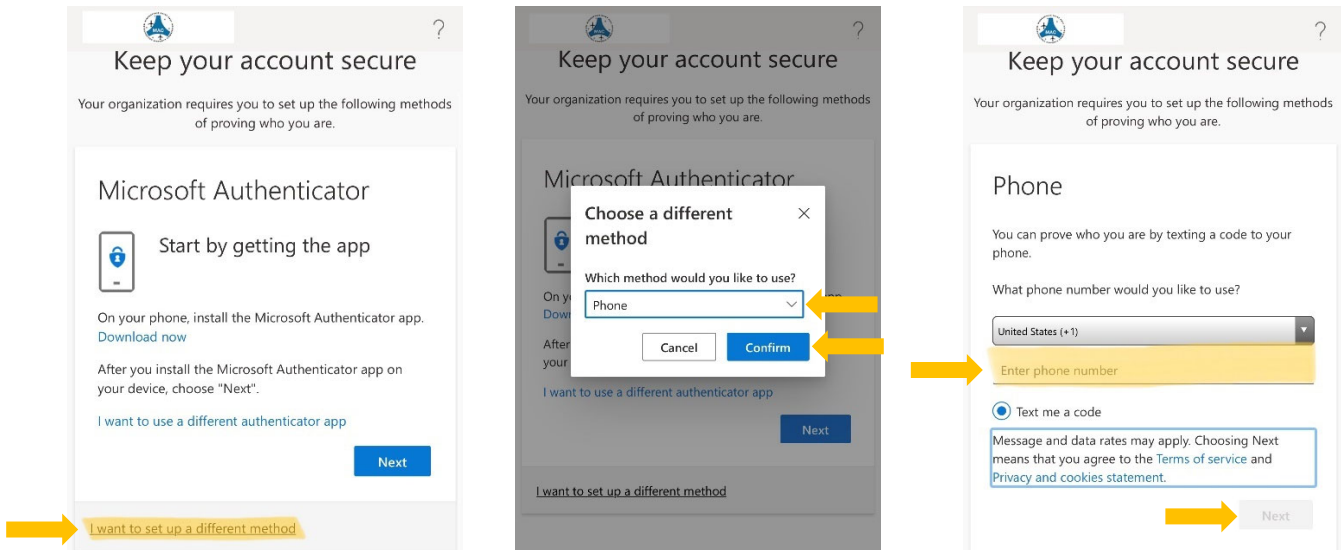 MAC
?
Keep your account secure
Your organization requires you to set up the following methods
of proving who you are.
Microsoft Authenticator
Start by getting the app
On your phone, install the Microsoft Authenticator app.
Download now
After you install the Microsoft Authenticator app on
your device, choose "Next".
I want to use a different authenticator app
Next
I want to set up a different method
MAC
?
Keep your account secure
Your organization requires you to set up the following methods
of proving who you are.
Microsoft Authenticator
Choose a different
method
Which method would you like to use?
Phone
Cancel
Confirm
On yo
pp.
Down
After
your
I want to use a different authenticator app
Next
I want to set up a different method
MAC
?
Keep your account secure
Your organization requires you to set up the following methods
of proving who you are.
Phone
You can prove who you are by texting a code to your
phone.
What phone number would you like to use?
United States (+1)
Enter phone number
Text me a code
Message and data rates may apply. Choosing Next
means that you agree to the Terms of service and
Privacy and cookies statement.
Next